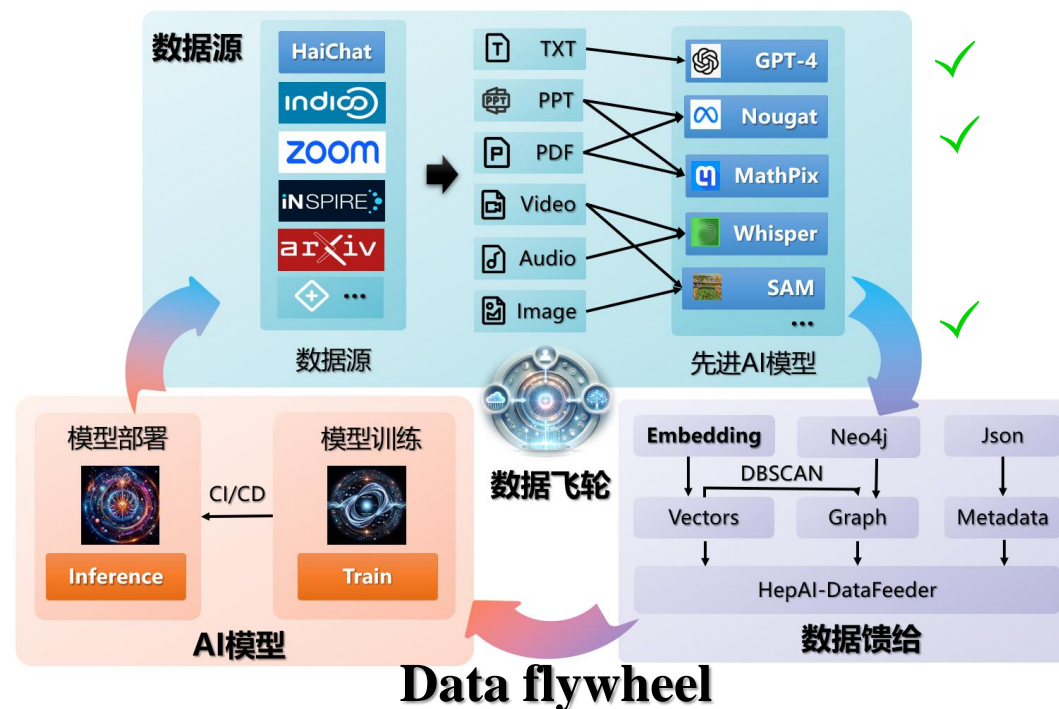 数据源
HaiChat
indico
zoom
iNSPIRE
arXiv
...
数据源
TXT
PPT
PDF
Video
Audio
Image
GPT-4
Nougat
MathPix
Whisper
SAM
...
先进AI模型
模型部署
模型训练
CI/CD
Inference
Train
AI模型
数据飞轮
Embedding
Neo4j
Json
DBSCAN
Vectors
Graph
Metadata
HepAI-DataFeeder
数据馈给
Data flywheel